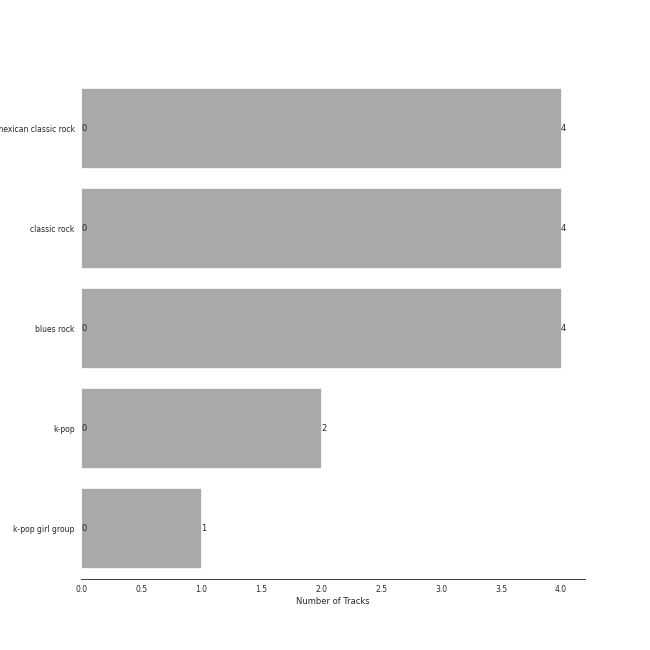 classic rock 0 4
classic rock 0 4
blues rock 0 4
k-pop 0 2
k-pop girl group 0 1
0.0 0.5 1.0 1.5 2.0 2.5 3.0 3.5 4.0
Number of Tracks